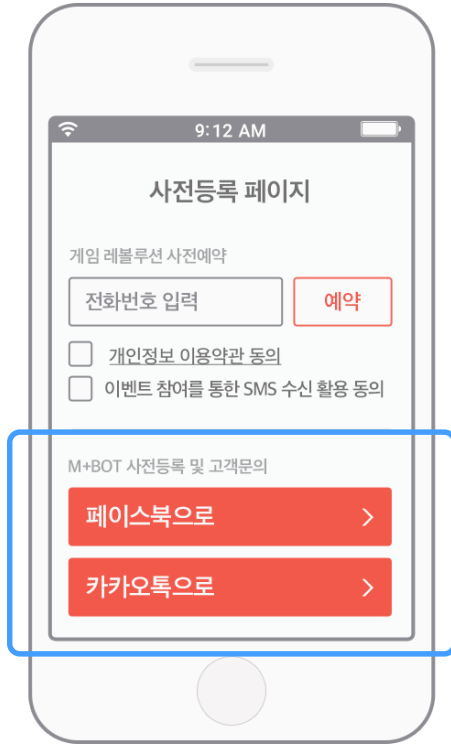 9:12 AM
사전등록 페이지
게임 레볼루션 사전예약
전화번호 입력 예약
개인정보 이용약관 동의
이벤트 참여를 통한 SMS 수신 활용 동의
M+BOT 사전등록 및 고객문의
페이스북으로
카카오톡으로